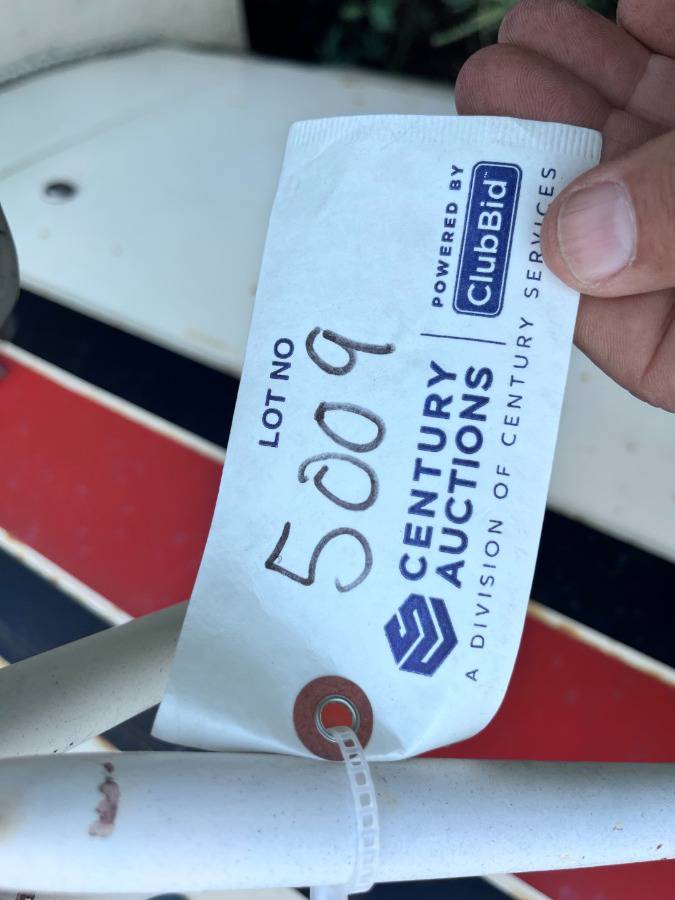 LOT NO
5009
CENTURY
AUCTIONS
POWERED BY
ClubBid
A DIVISION OF CENTURY SERVICES